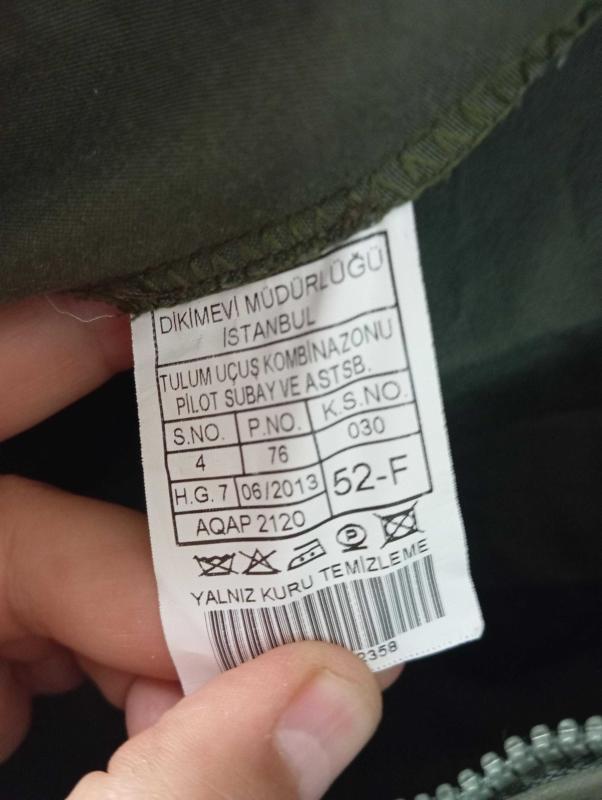 DİKİMEVİ MÜDÜRLÜĞÜ
İSTANBUL
TULUM UÇUŞ KOMBİNAZONU
PİLOT SUBAY VE ASTSB.
S.NO. P.NO. K.S.NO.
4 76 030
H.G. 7 06/2013 52-F
AQAP 2120
P
YALNIZ KURU TEMİZLEME
2358